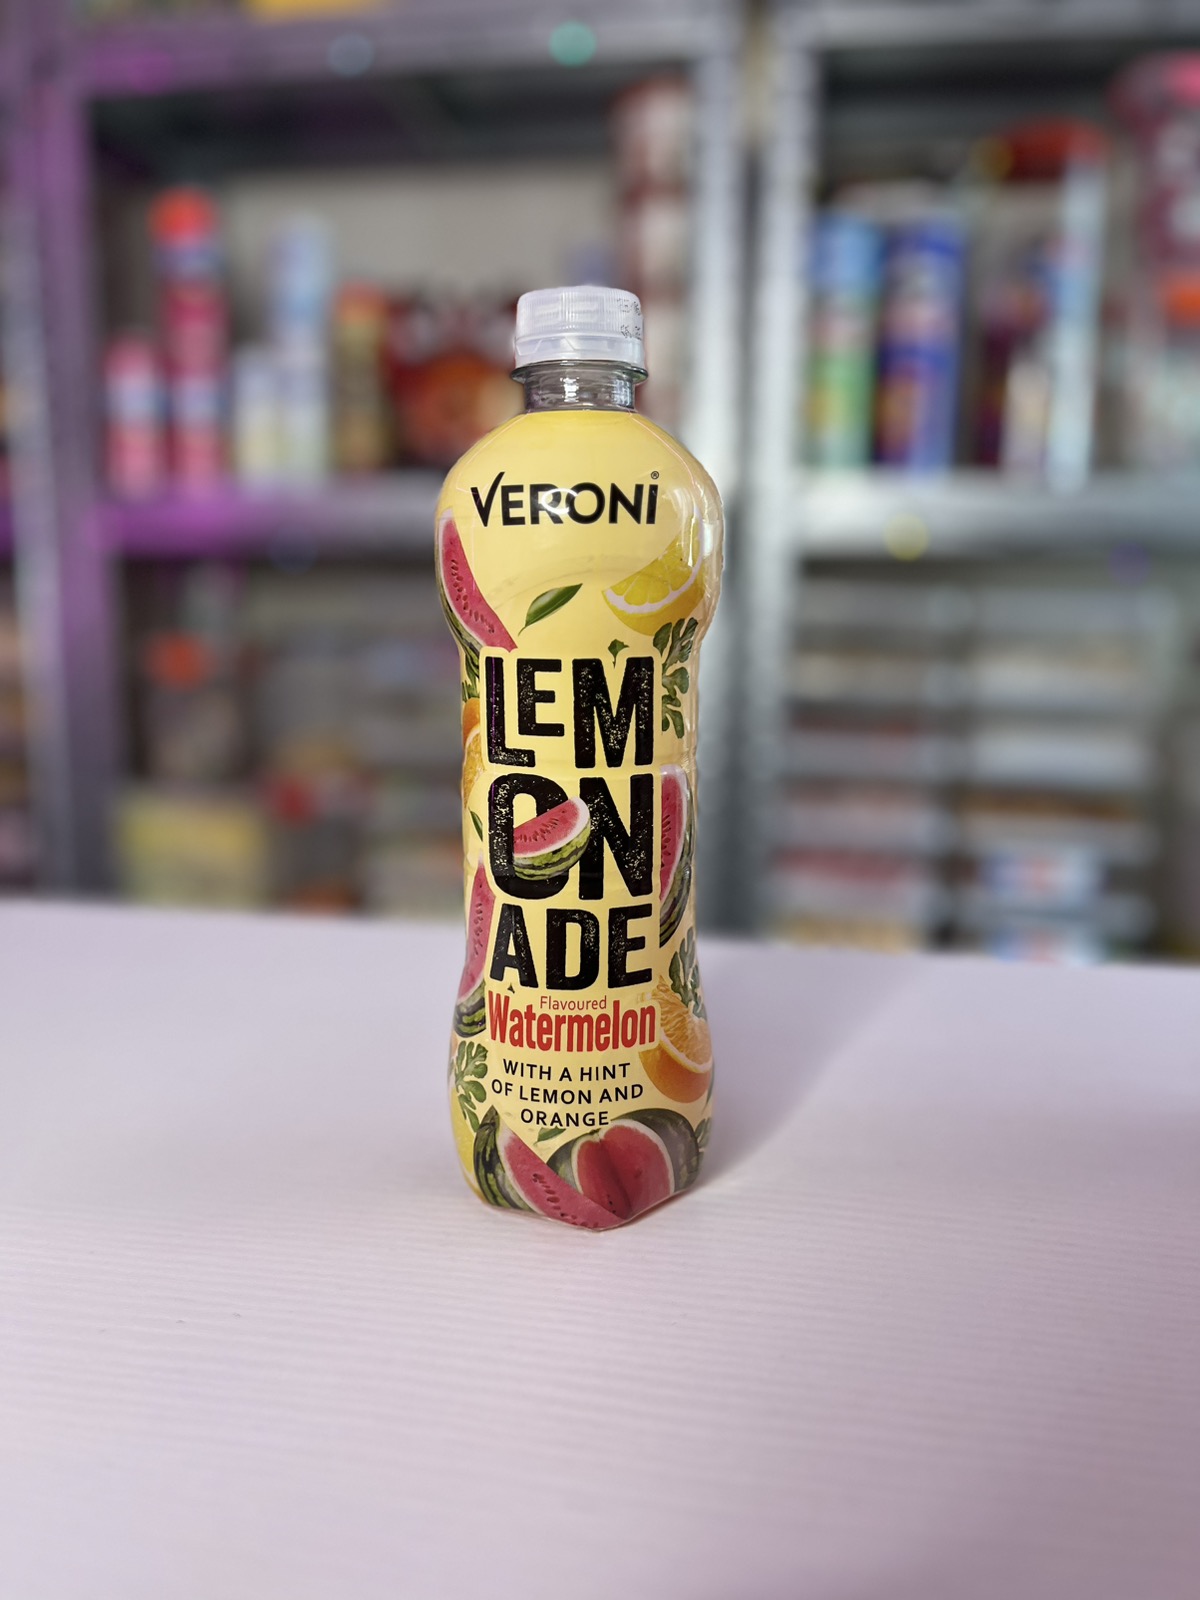 VERONI®
LEM
ON
ADE
Flavoured
Watermelon
WITH A HINT
OF LEMON AND
ORANGE